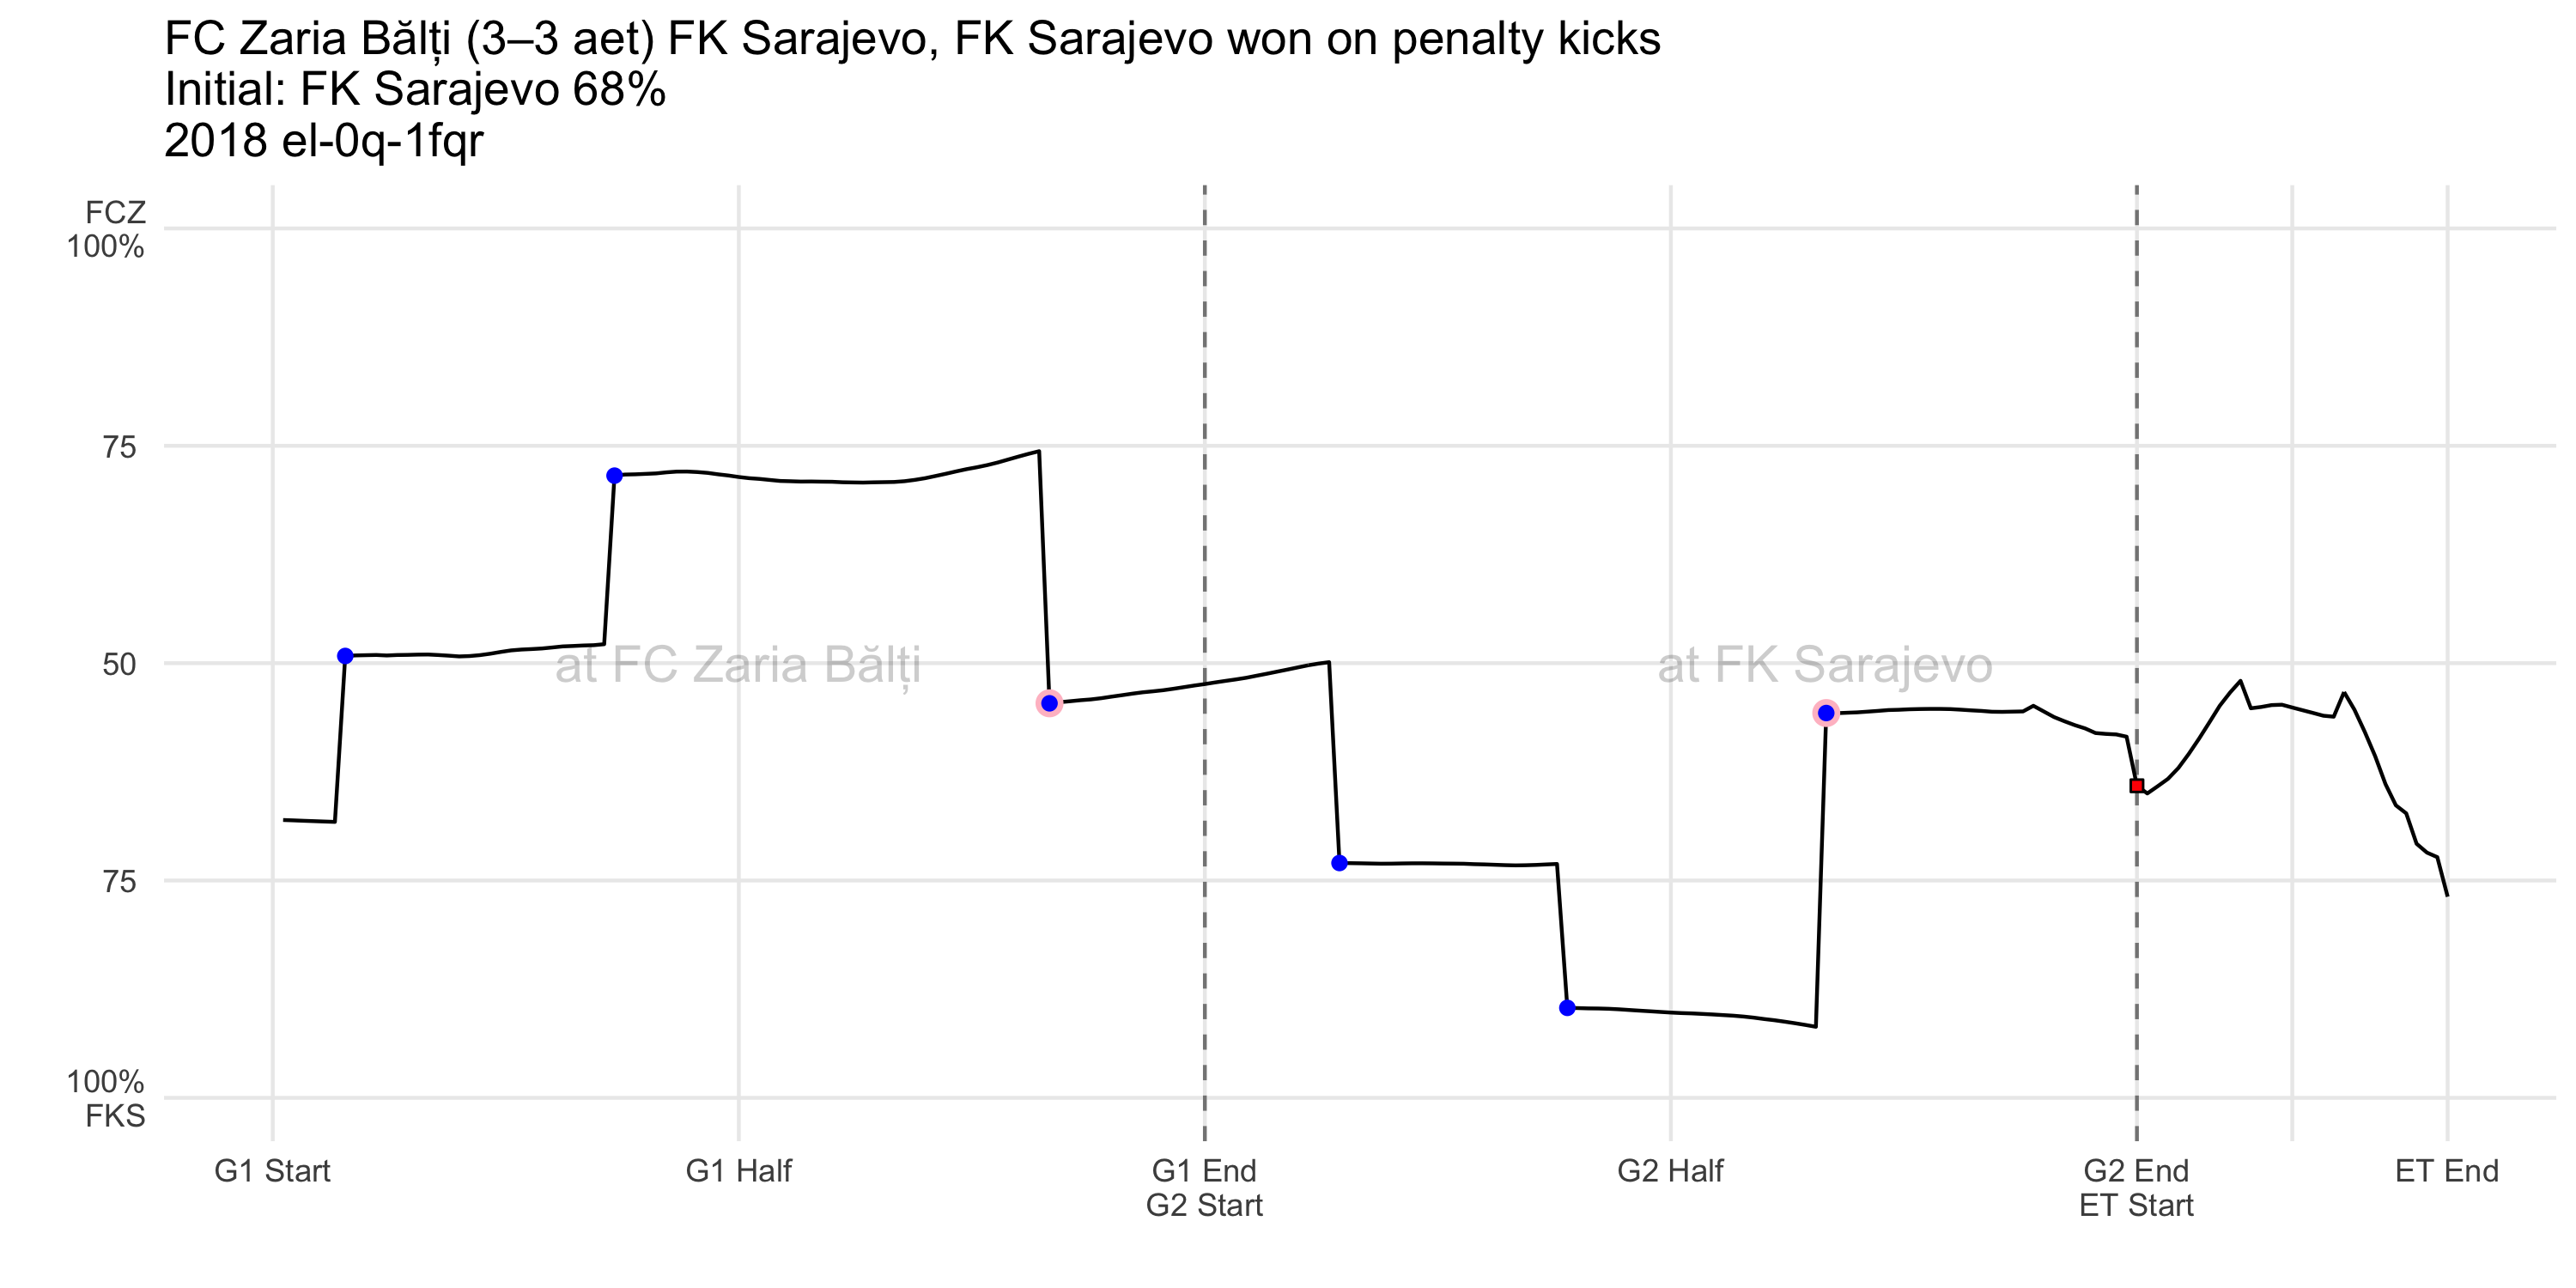 FC Zaria Bălți (3–3 aet) FK Sarajevo, FK Sarajevo won on penalty kicks
Initial: FK Sarajevo 68%
2018 el-0q-1fqr
FCZ
100%
75
50
75
100%
FKS
at FC Zaria Bălți
at FK Sarajevo
G1 Start
G1 Half
G1 End
G2 Start
G2 Half
G2 End
ET Start
ET End